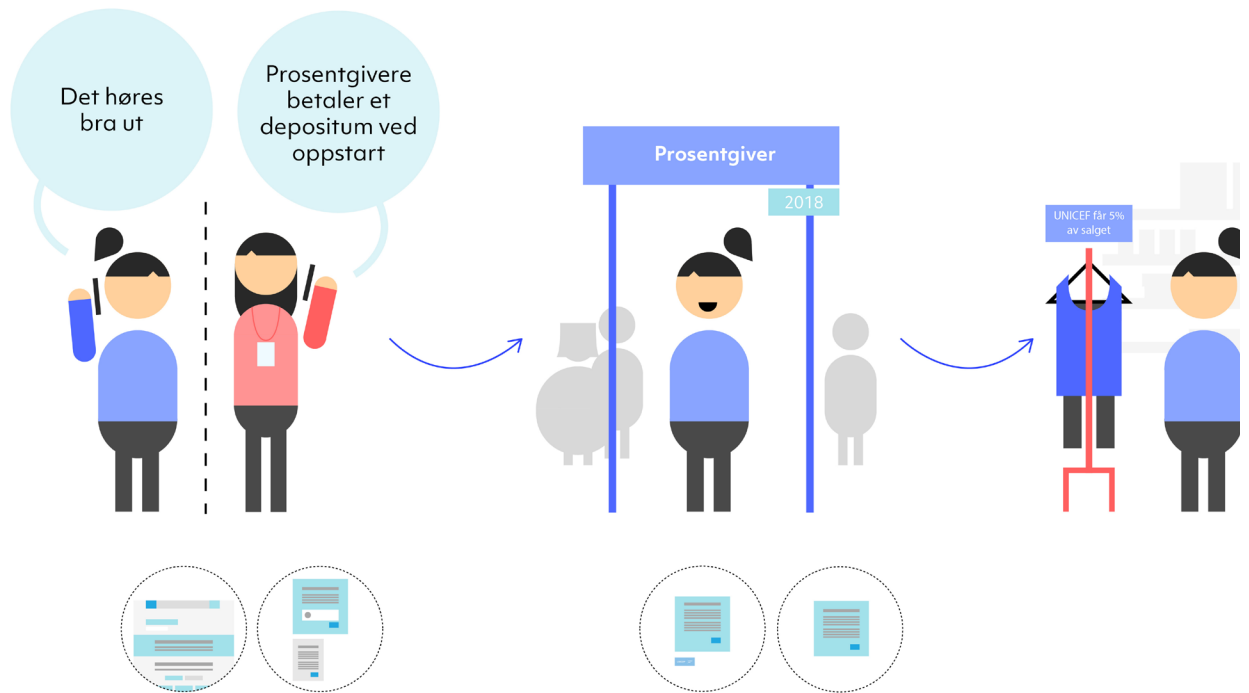 Det høres
bra ut
Prosentgivere
betaler et
depositum ved
oppstart
Prosentgiver
2018
UNICEF får 5%
av salget